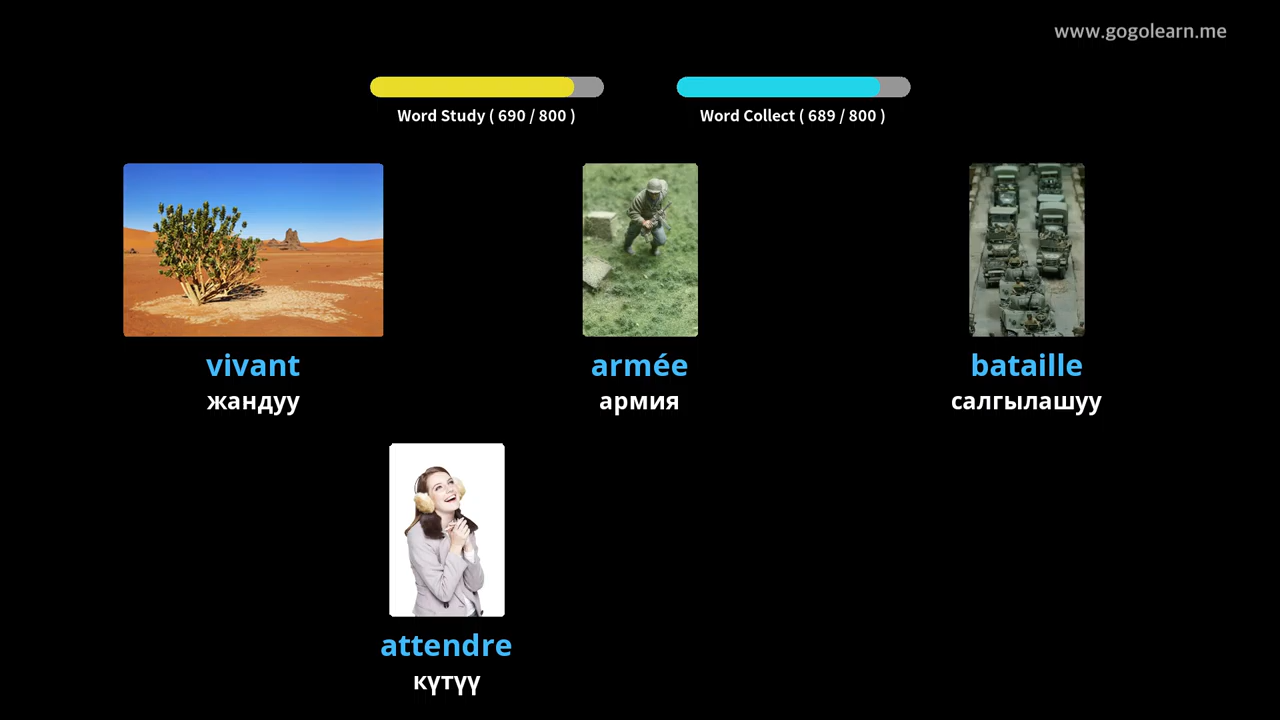 www.gogolearn.me
Word Study ( 690 / 800 )
Word Collect ( 689 / 800 )
vivant
жандуу
armée
армия
bataille
салгылашуу
attendre
күтүү